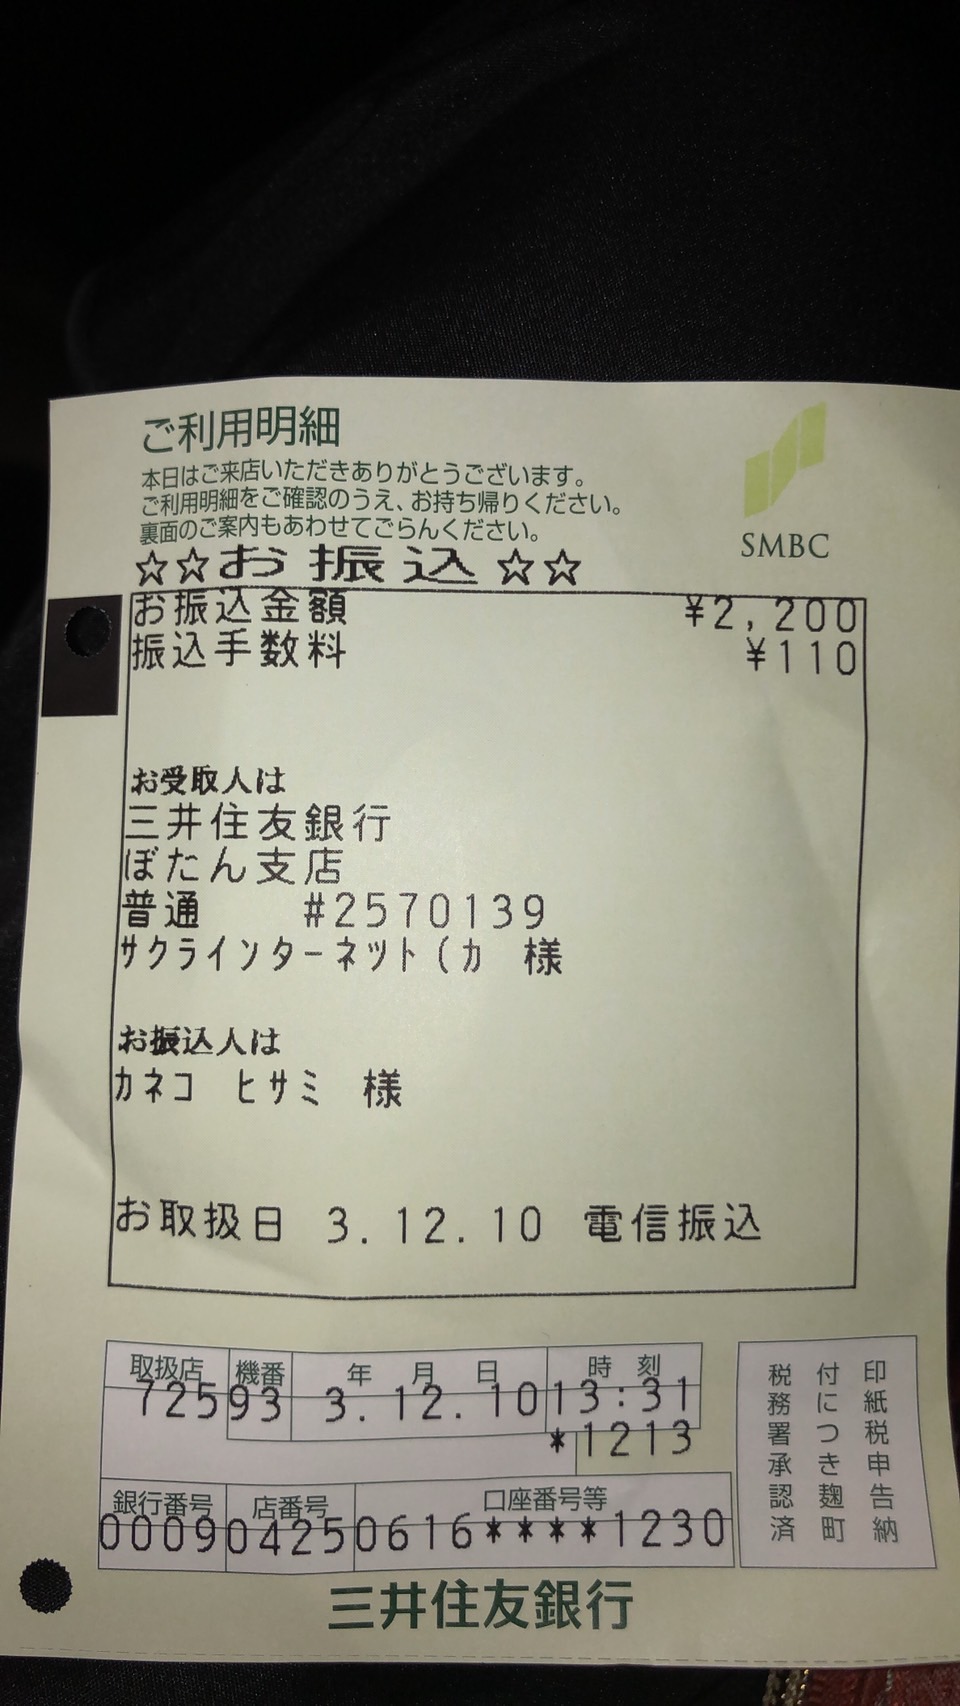 ご利用明細
本日はご来店いただきありがとうございます。
ご利用明細をご確認のうえ、お持ち帰りください。
裏面のご案内もあわせてごらんください。
SMBC
☆☆お振込☆☆
お振込金額 ¥2,200
振込手数料 ¥110
お受取人は
三井住友銀行
ぼたん支店
普通 #2570139
サクラインターネット(カ 様
お振込人は
カネコ ヒサミ 様
お取扱日 3.12.10 電信振込
取扱店 機番 年 月 日 時 刻
725 93 3.12.10 13:31
*1213
銀行番号 店番号 口座番号等
0009 0425 0616****1230
印紙税申告納
付につき麹町
税務署承認済
三井住友銀行